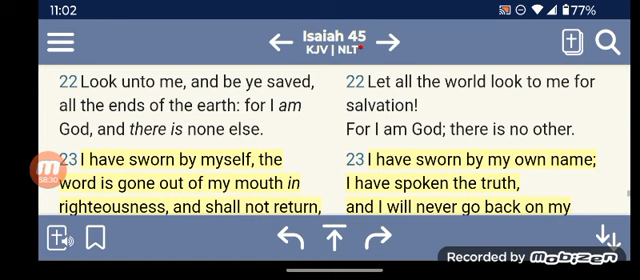 11:02
77%
Isaiah 45
KJV | NLT
22 Look unto me, and be ye saved,
all the ends of the earth: for I am
God, and there is none else.
23 I have sworn by myself, the
word is gone out of my mouth in
righteousness, and shall not return,
22 Let all the world look to me for
salvation!
For I am God; there is no other.
23 I have sworn by my own name;
I have spoken the truth,
and I will never go back on my
M
58:30
Recorded by
Mobizen